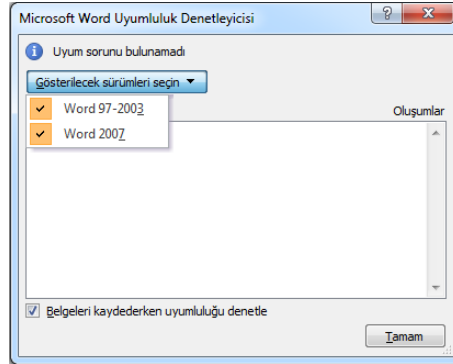 Microsoft Word Uyumluluk Denetleyicisi
Uyum sorunu bulunamadı
Gösterilecek sürümleri seçin
Word 97-2003
Oluşumlar
Word 2007
Belgeleri kaydederken uyumluluğu denetle
Tamam